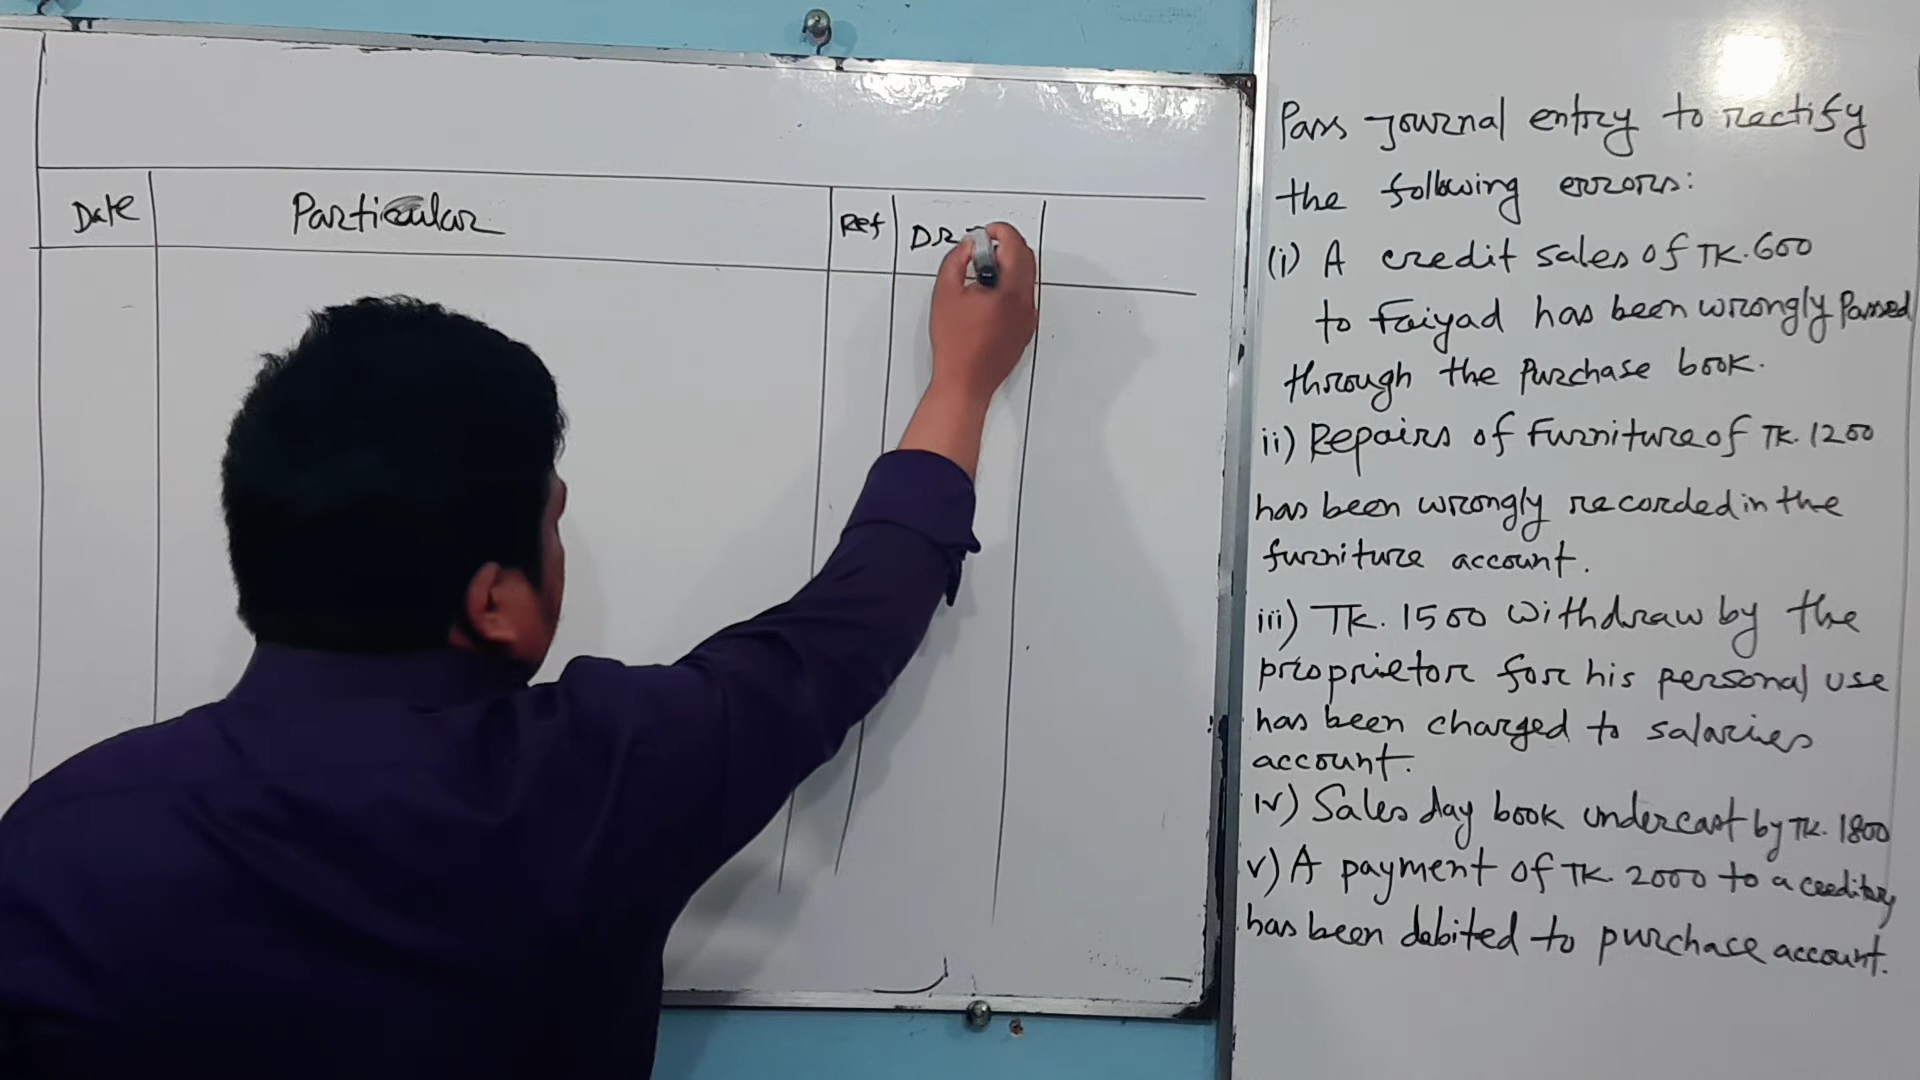 Date Particular Ref DR
Pass Journal entry to rectify
the following errors:
(i) A credit sales of TK. 600
to Faiyad has been wrongly Passed
through the Purchase book.
ii) Repairs of Furniture of TK. 1200
has been wrongly recorded in the
furniture account.
iii) TK. 1500 withdraw by the
proprietor for his personal use
has been charged to salaries
account.
iv) Sales day book undercast by TK. 1800
v) A payment of TK. 2000 to a
has been debited to purchase account.